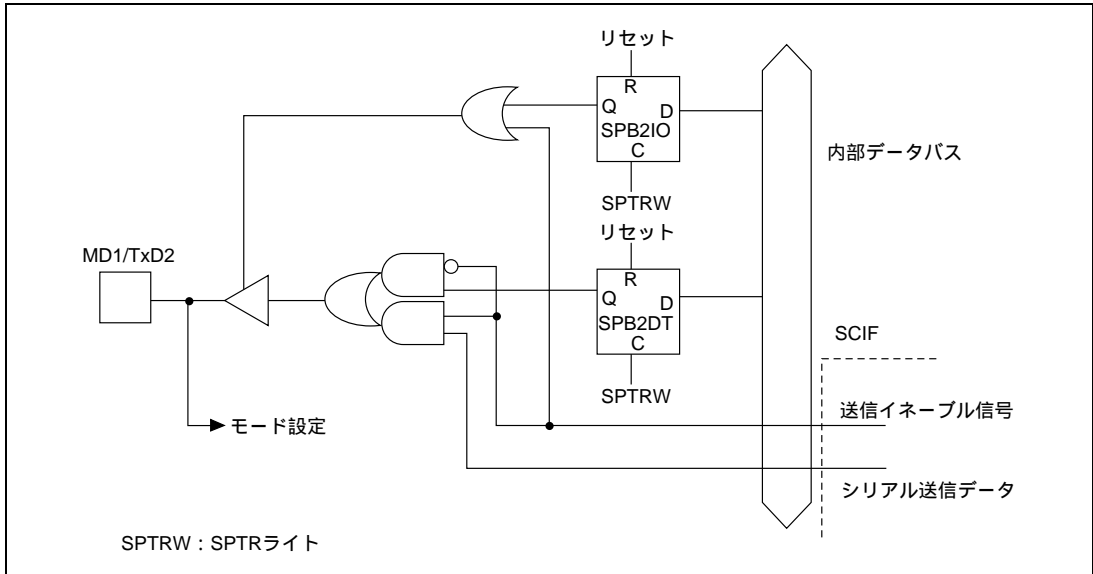 リセット
R
Q
D
SPB2IO
C
SPTRW
内部データバス
リセット
MD1/TxD2
R
Q
D
SPB2DT
C
SPTRW
SCIF
送信イネーブル信号
モード設定
シリアル送信データ
SPTRW：SPTRライト